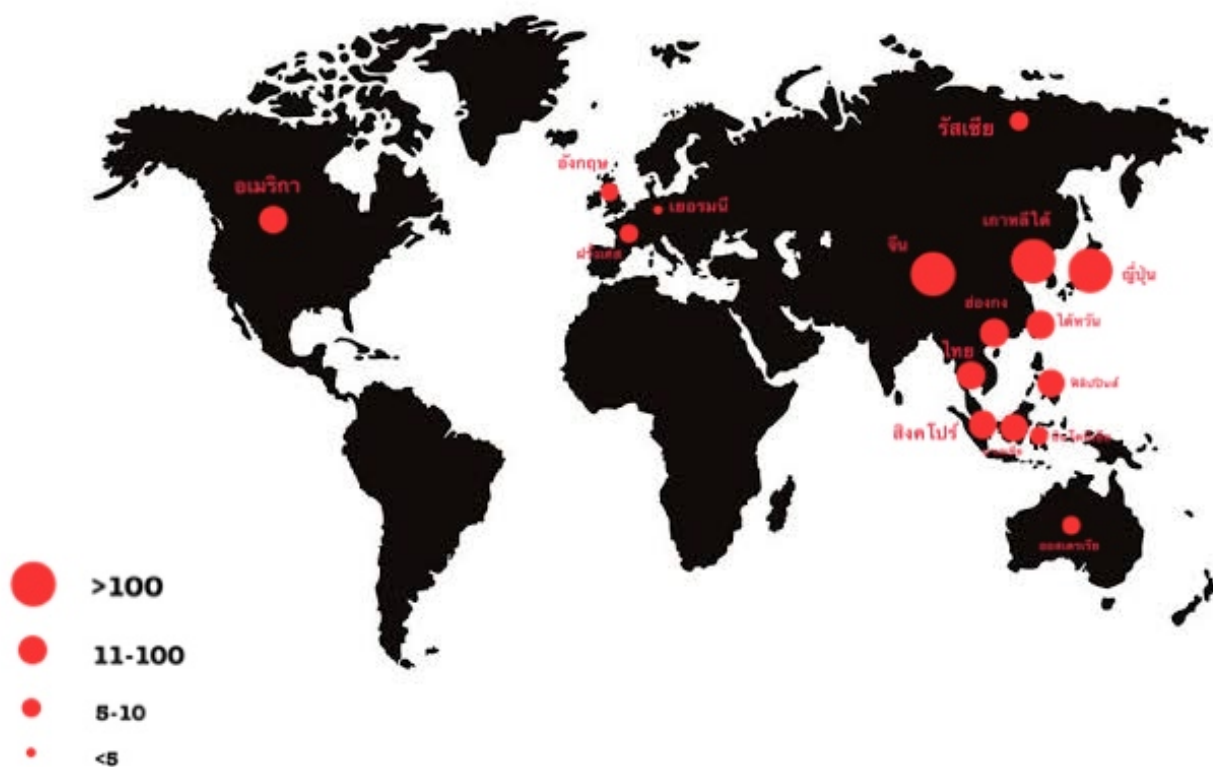 รัสเซีย
อังกฤษ
อเมริกา
เยอรมนี
เกาหลีใต้
จีน
ฝรั่งเศส
ญี่ปุ่น
ฮ่องกง
ไต้หวัน
ไทย
ฟิลิปปินส์
สิงคโปร์
ออสเตรเรีย
>100
11-100
5-10
<5